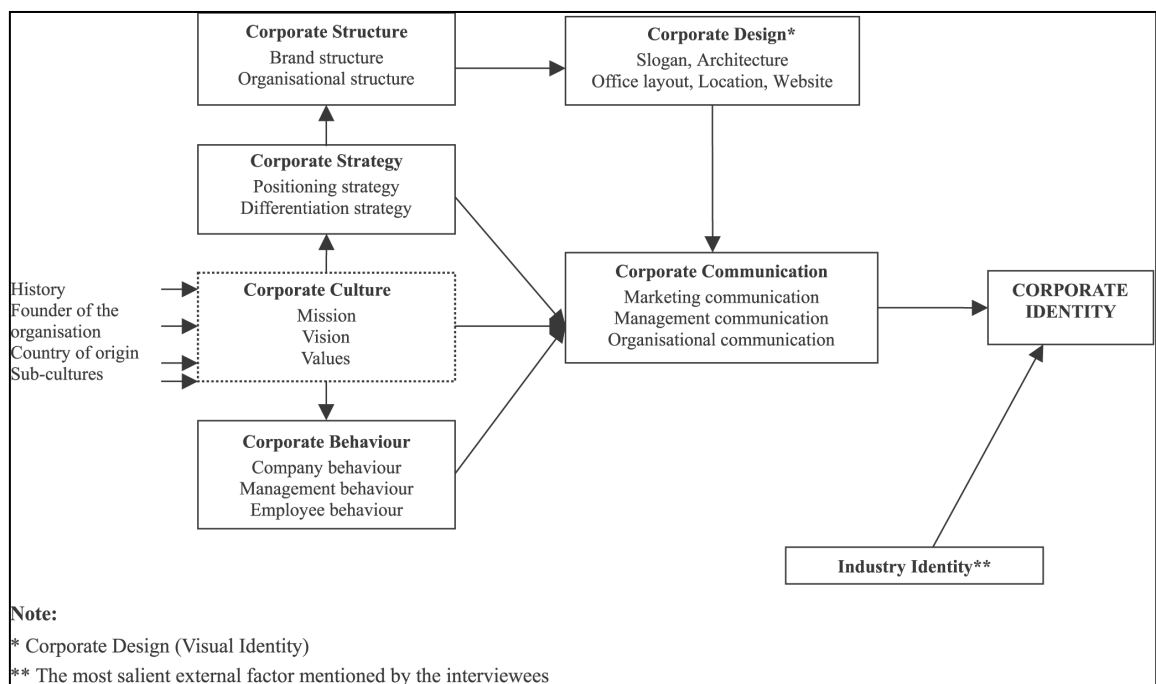 Corporate Structure
Brand structure
Organisational structure
Corporate Design*
Slogan, Architecture
Office layout, Location, Website
Corporate Strategy
Positioning strategy
Differentiation strategy
History
Founder of the
organisation
Country of origin
Sub-cultures
Corporate Culture
Mission
Vision
Values
Corporate Communication
Marketing communication
Management communication
Organisational communication
CORPORATE
IDENTITY
Corporate Behaviour
Company behaviour
Management behaviour
Employee behaviour
Industry Identity**
Note:
* Corporate Design (Visual Identity)
** The most salient external factor mentioned by the interviewees